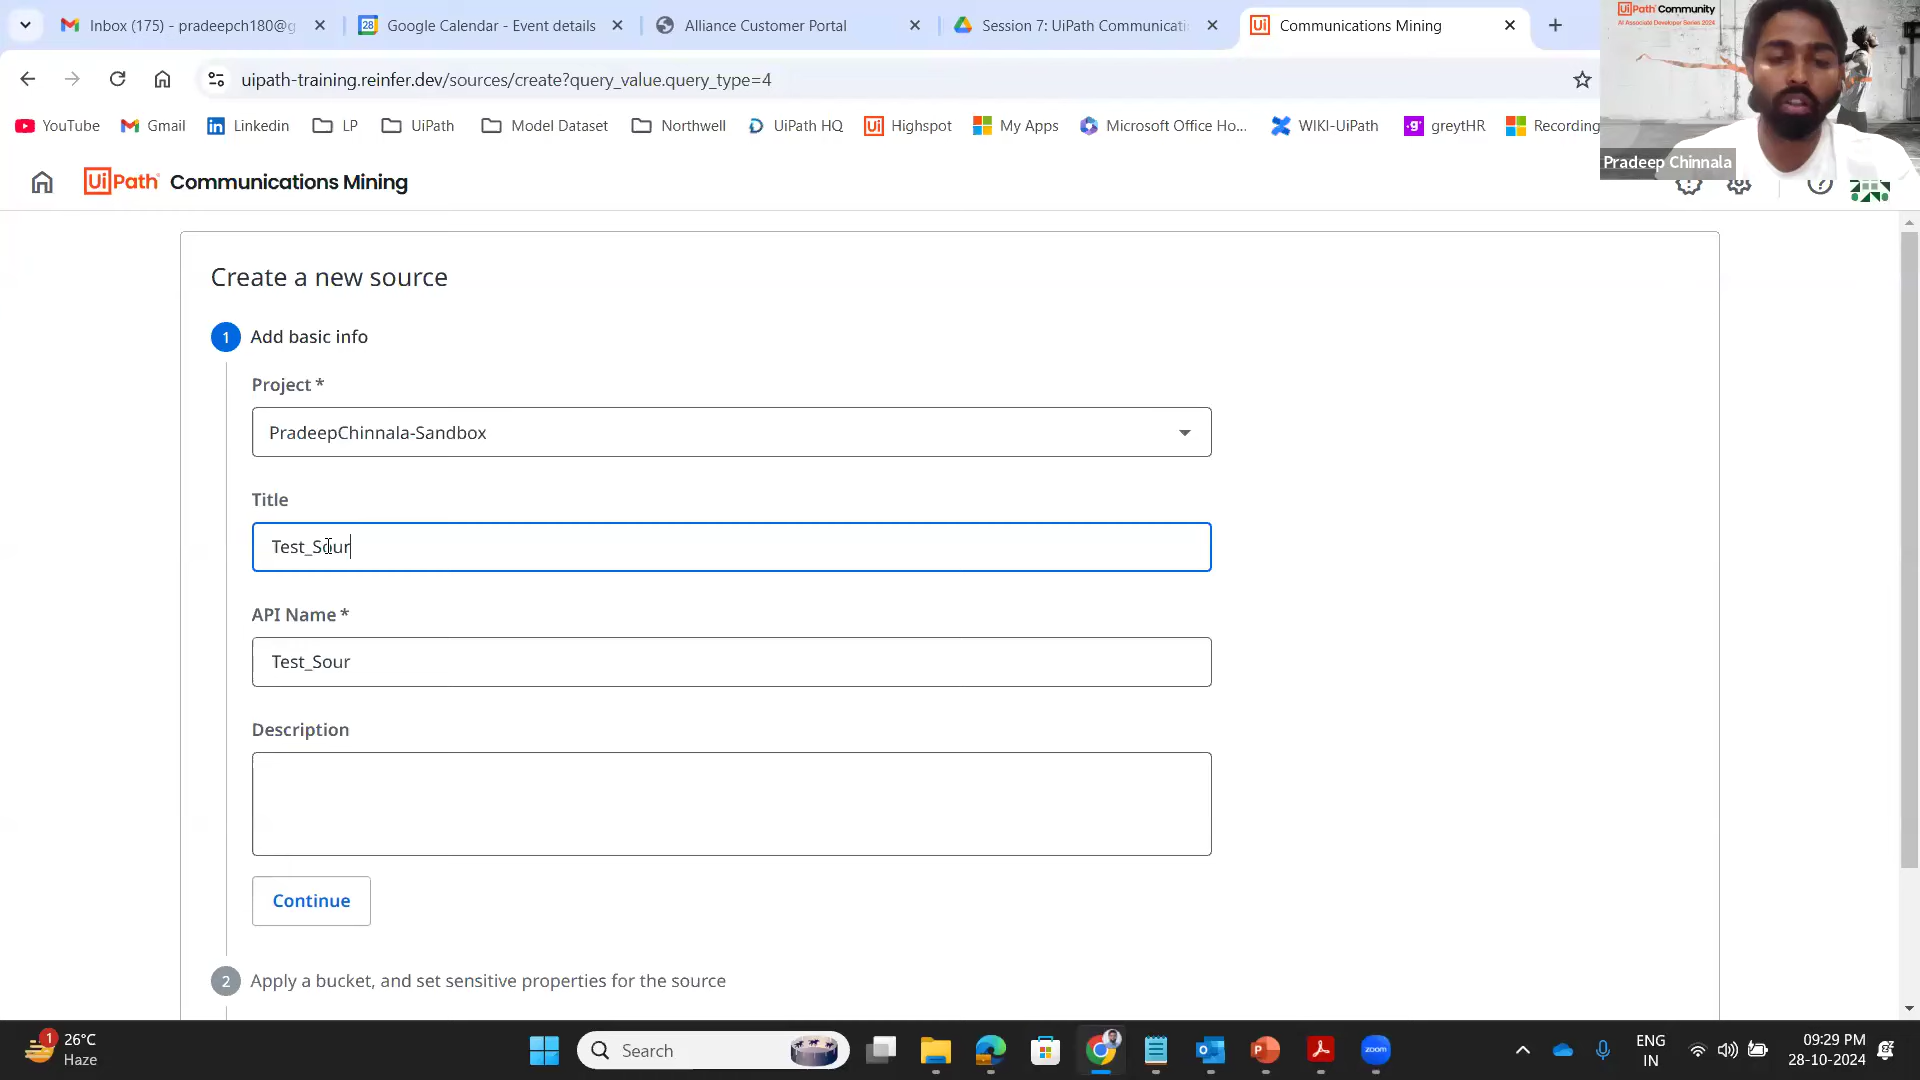 Inbox (175) - pradeepch180@g
28
Google Calendar - Event details
Alliance Customer Portal
Session 7: UiPath Communicati
Ui
Communications Mining
UiPath Community
AI Associate Developer Series 2024
uipath-training.reinfer.dev/sources/create?query_value.query_type=4
YouTube
Gmail
Linkedin
LP
UiPath
Model Dataset
Northwell
UiPath HQ
Highspot
My Apps
Microsoft Office Ho...
WIKI-UiPath
greytHR
Recording
Pradeep Chinnala
UiPath Communications Mining
Create a new source
1 Add basic info
Project *
PradeepChinnala-Sandbox
Title
Test_Sour
API Name *
Test_Sour
Description
Continue
2 Apply a bucket, and set sensitive properties for the source
1
26°C
Haze
Search
zoom
ENG
IN
09:29 PM
28-10-2024